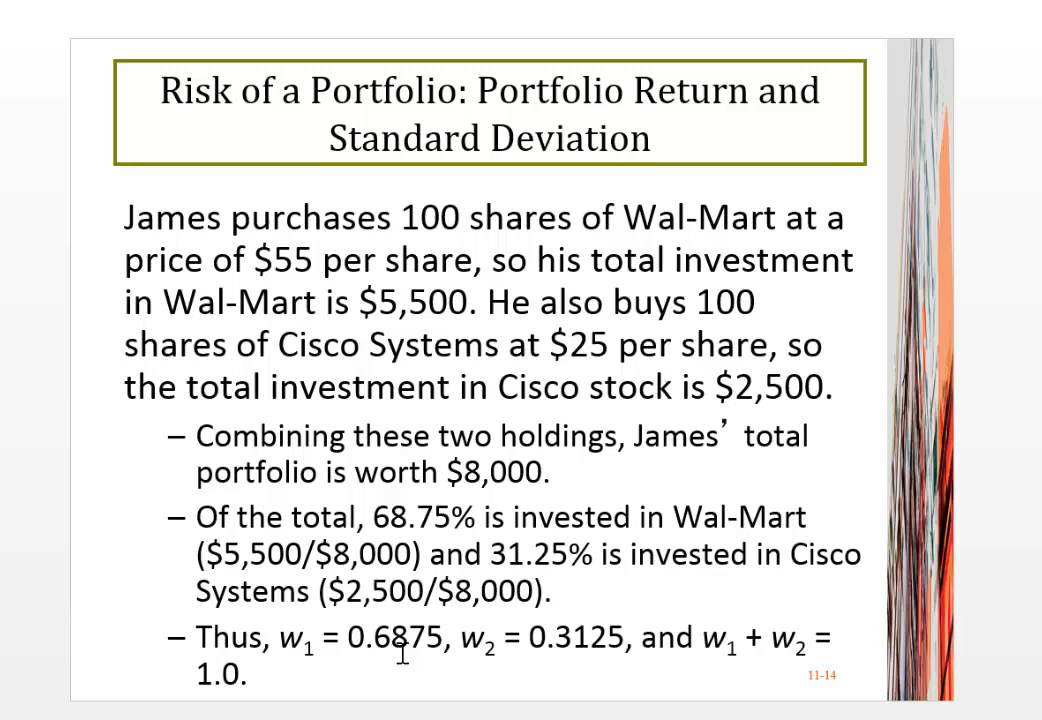 Risk of a Portfolio: Portfolio Return and
Standard Deviation
James purchases 100 shares of Wal-Mart at a
price of $55 per share, so his total investment
in Wal-Mart is $5,500. He also buys 100
shares of Cisco Systems at $25 per share, so
the total investment in Cisco stock is $2,500.
– Combining these two holdings, James’ total
portfolio is worth $8,000.
– Of the total, 68.75% is invested in Wal-Mart
($5,500/$8,000) and 31.25% is invested in Cisco
Systems ($2,500/$8,000).
– Thus, w₁ = 0.6875, w₂ = 0.3125, and w₁ + w₂ =
1.0.
11-14